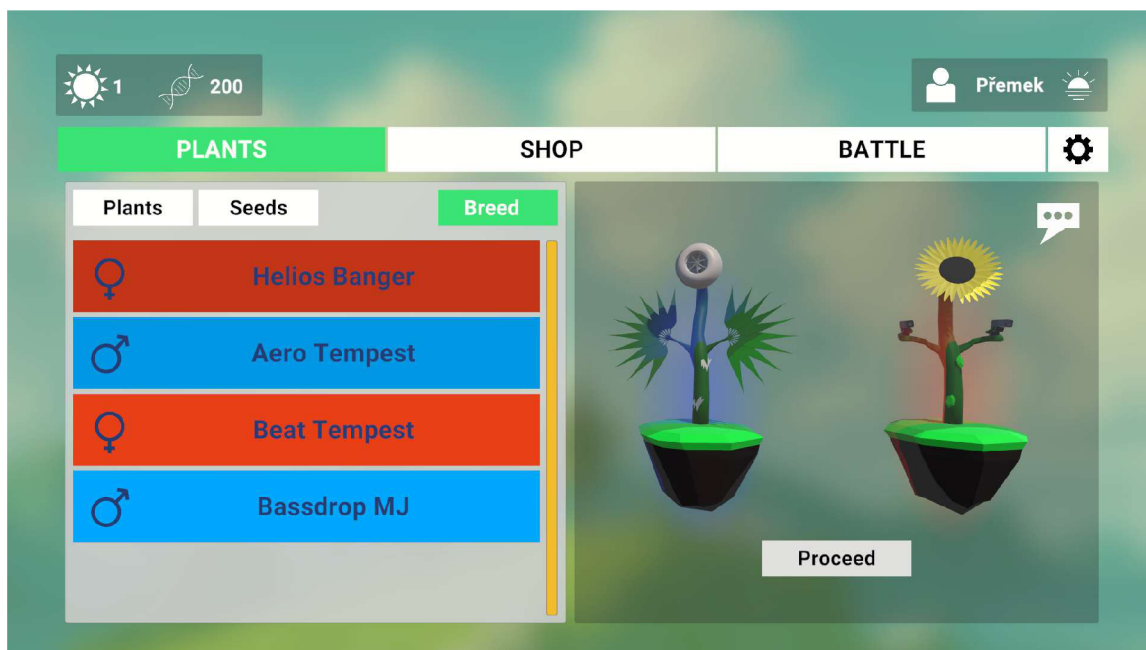 1 200
Přemek
PLANTS SHOP BATTLE
Plants Seeds Breed
Helios Banger
Aero Tempest
Beat Tempest
Bassdrop MJ
Proceed